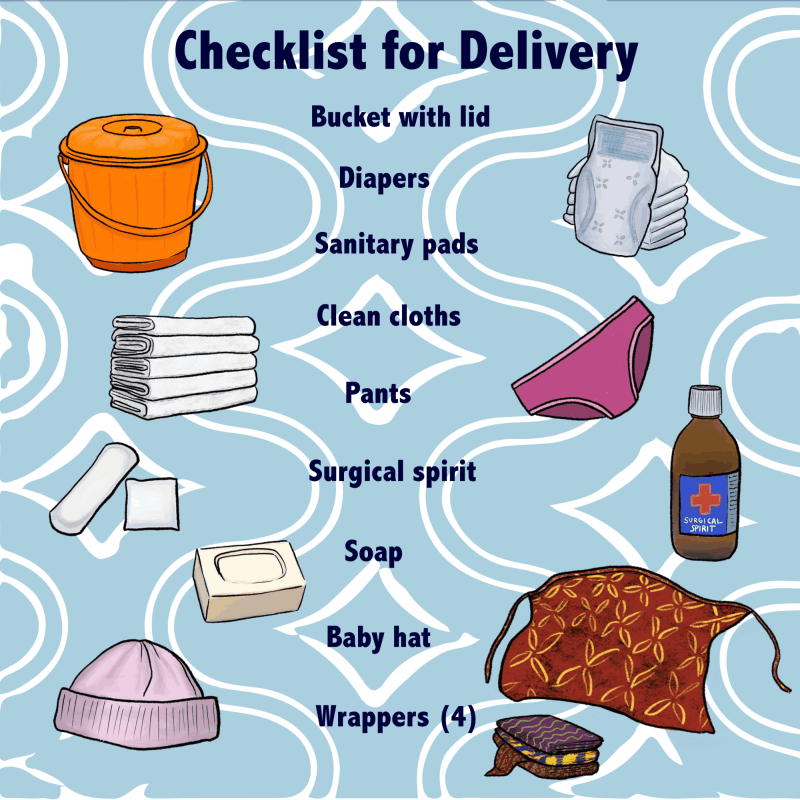 Checklist for Delivery
Bucket with lid
Diapers
Sanitary pads
Clean cloths
Pants
Surgical spirit
SURGICAL
SPIRIT
Soap
Baby hat
Wrappers (4)